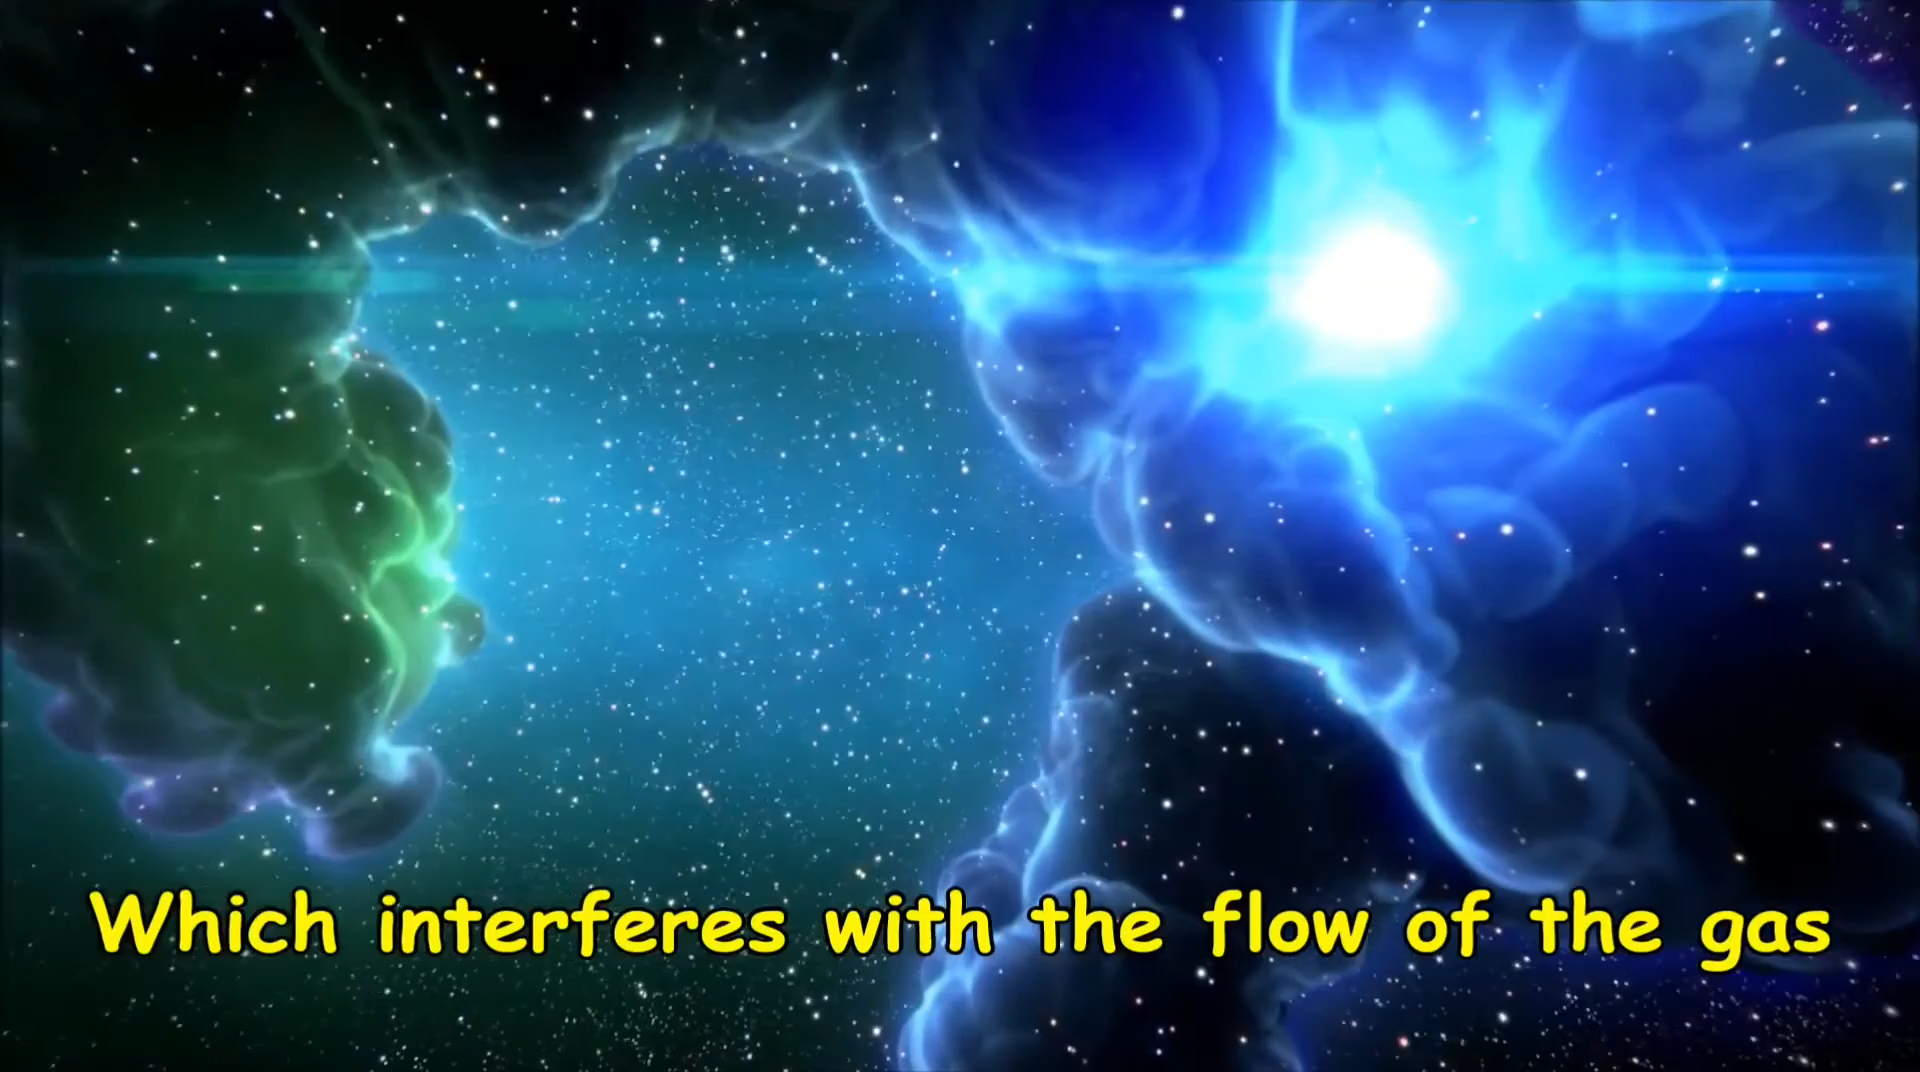 Which interferes with the flow of the gas